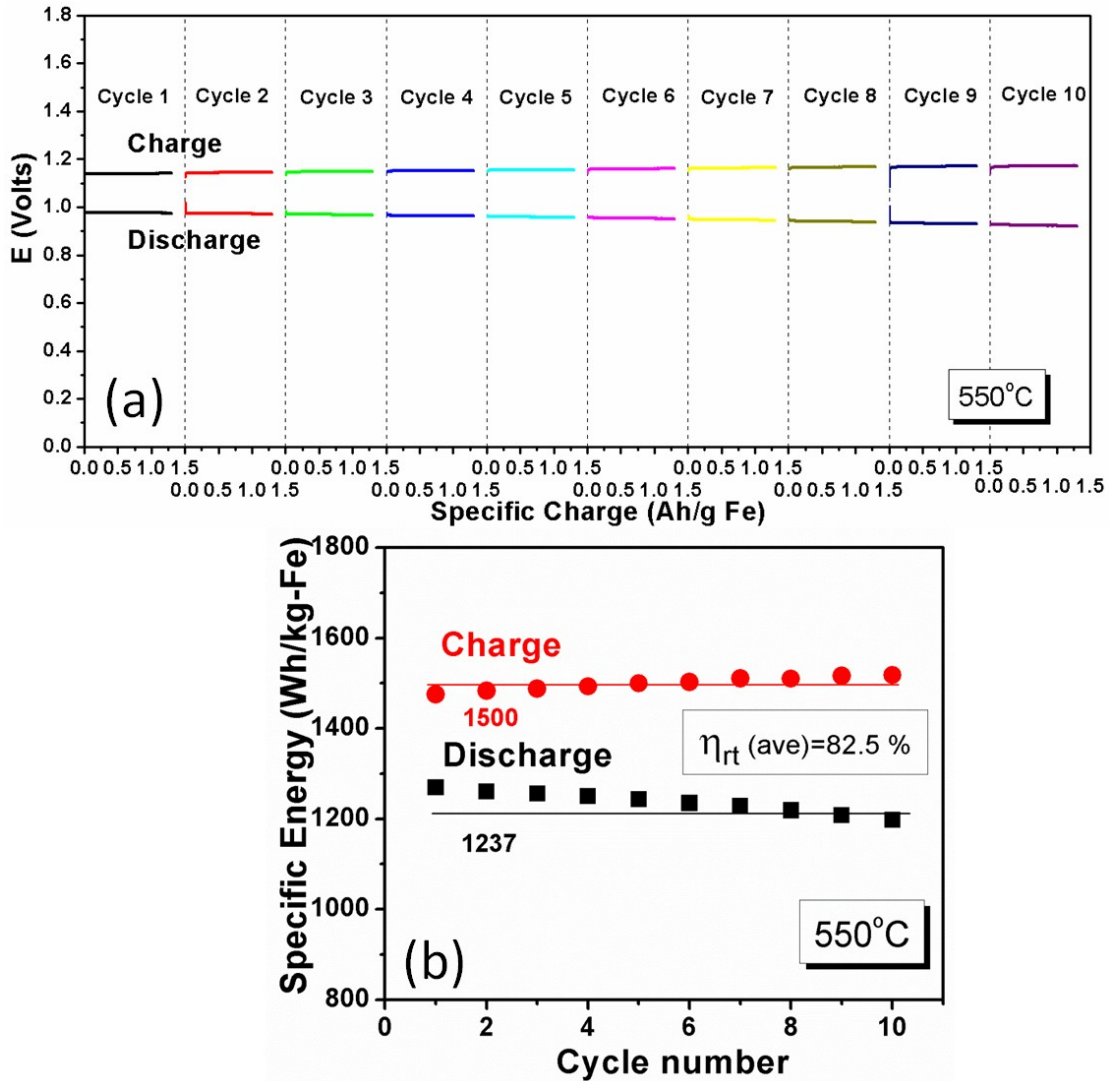 1.8
1.6
1.4
1.2
1.0
0.8
0.6
0.4
0.2
0.0
E (Volts)
Cycle 1 Cycle 2 Cycle 3 Cycle 4 Cycle 5 Cycle 6 Cycle 7 Cycle 8 Cycle 9 Cycle 10
Charge
Discharge
(a)
550°C
0.0 0.5 1.0 1.5 0.0 0.5 1.0 1.5 0.0 0.5 1.0 1.5 0.0 0.5 1.0 1.5 0.0 0.5 1.0 1.5
0.0 0.5 1.0 1.5 0.0 0.5 1.0 1.5 0.0 0.5 1.0 1.5 0.0 0.5 1.0 1.5 0.0 0.5 1.0 1.5
Specific Charge (Ah/g Fe)
1800
1600
1400
1200
1000
800
Specific Energy (Wh/kg-Fe)
Charge
1500
ηrt (ave)=82.5 %
Discharge
1237
550°C
(b)
0 2 4 6 8 10
Cycle number